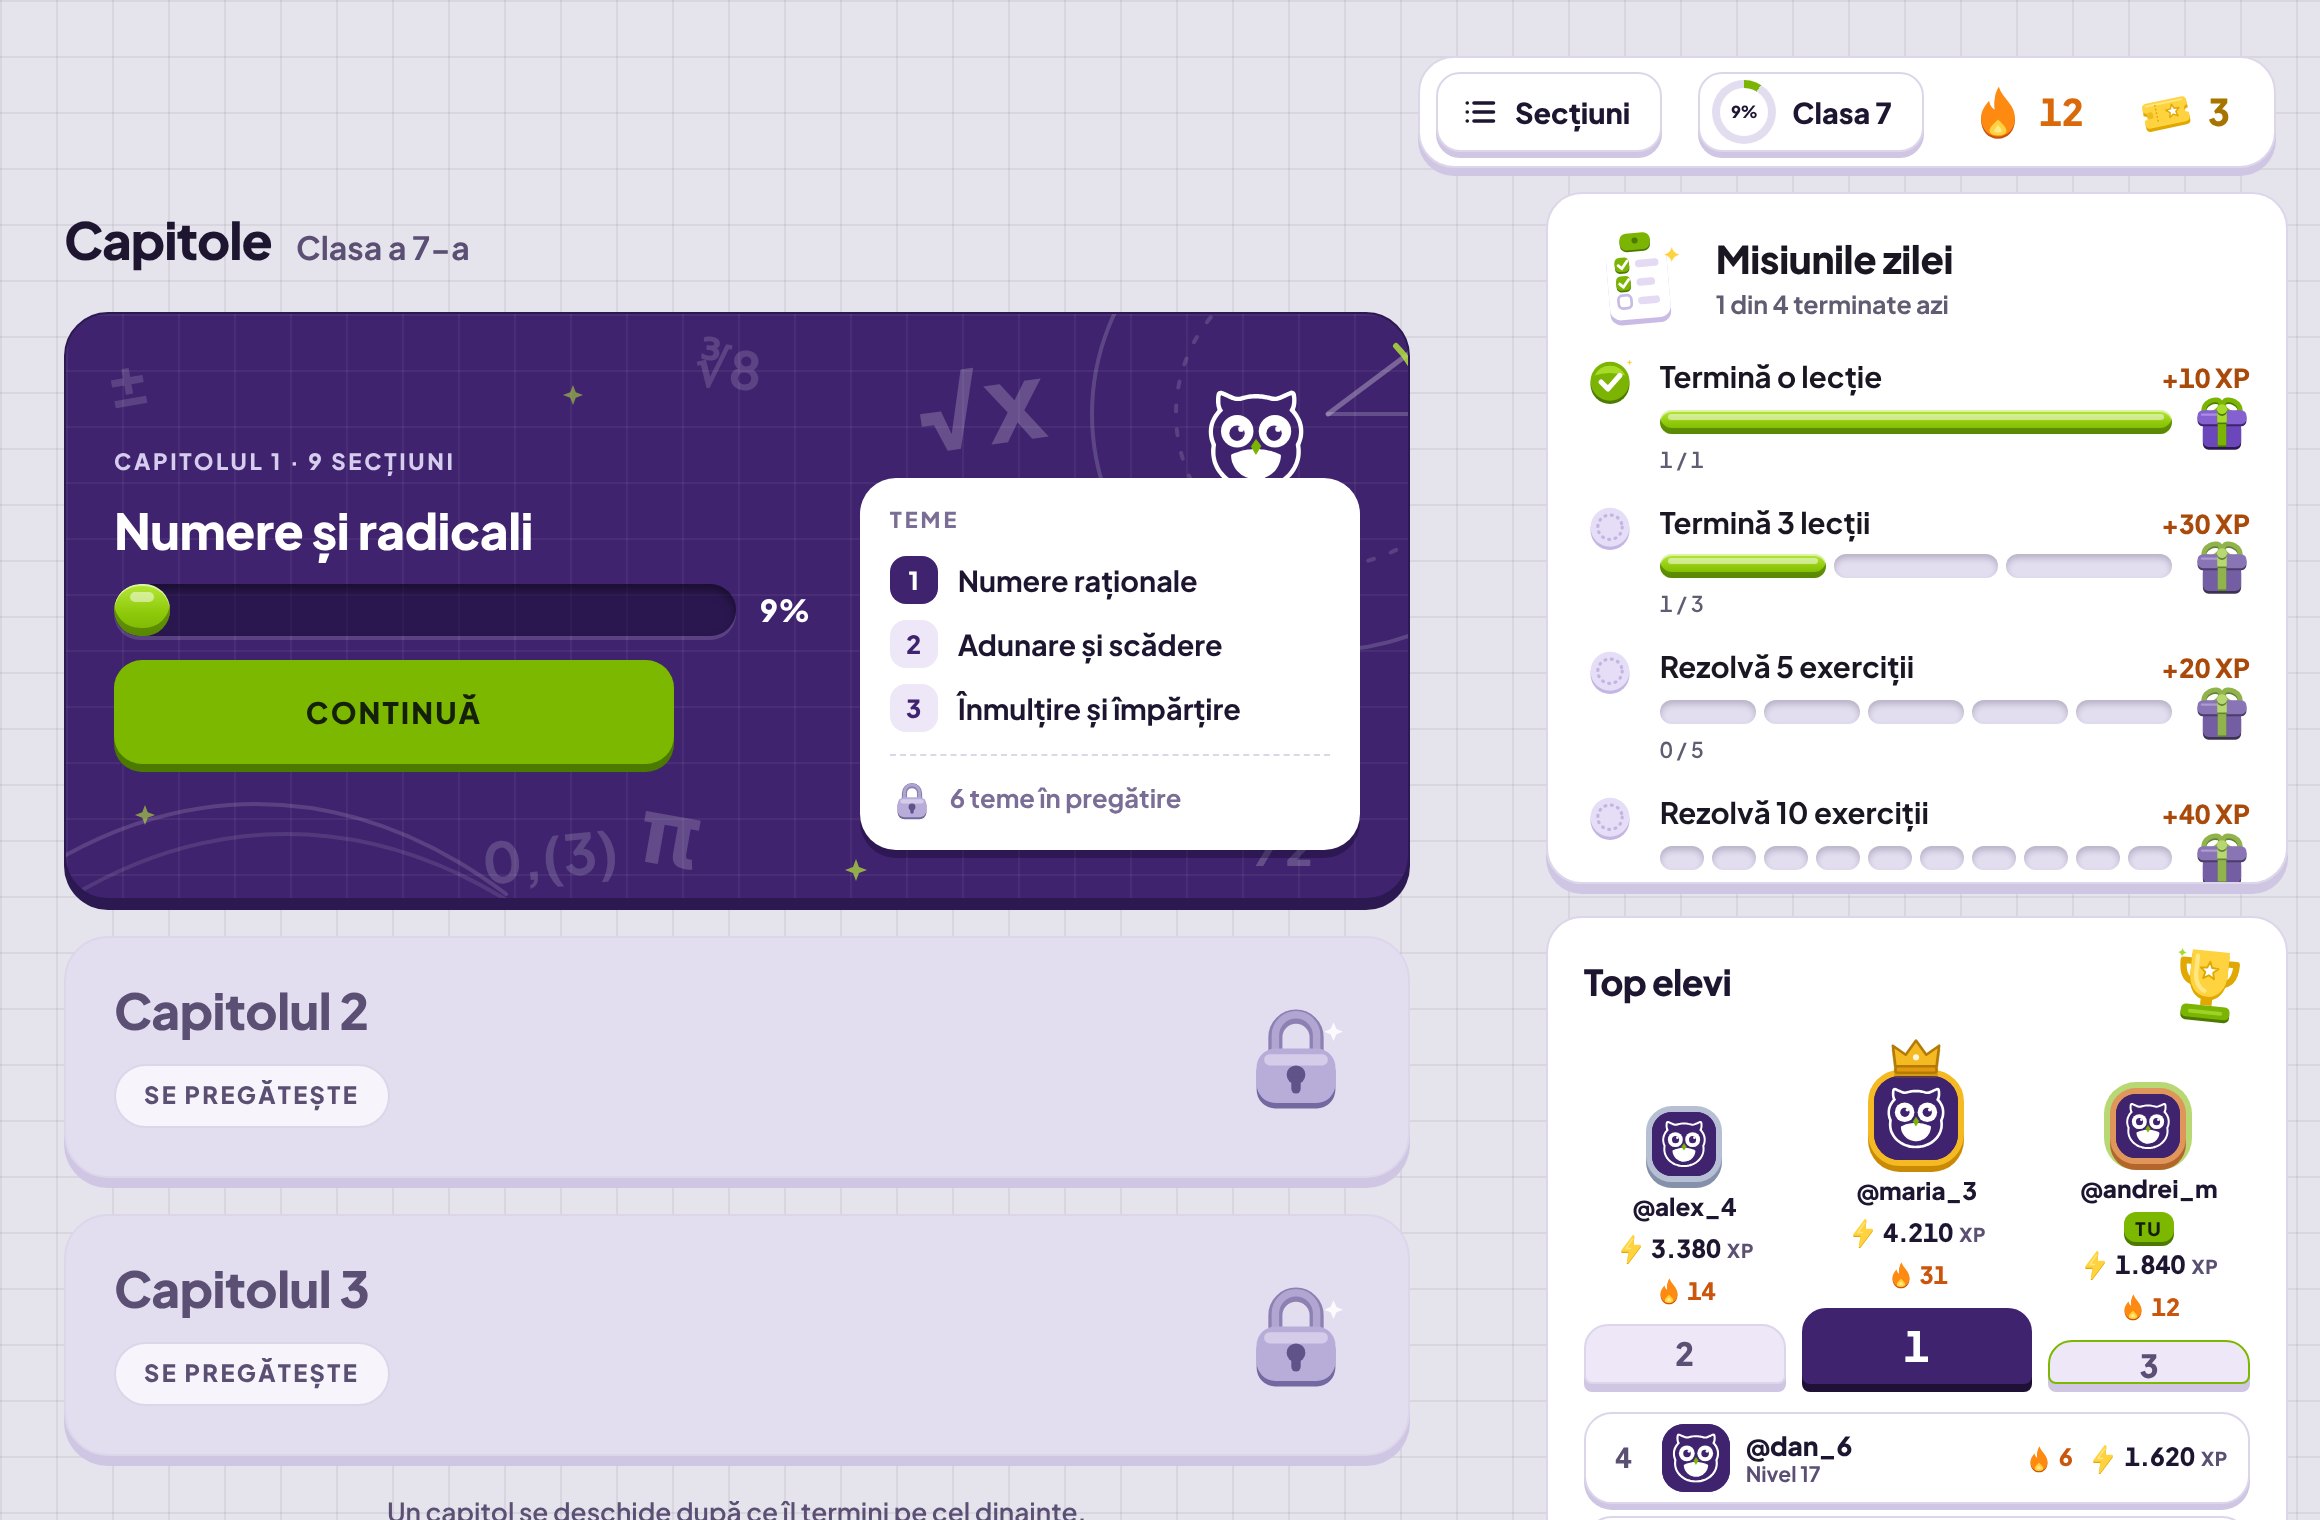 Secțiuni
9%
Clasa 7
12
3
Capitole Clasa a 7-a
±
∛8
√x
CAPITOLUL 1 · 9 SECȚIUNI
Numere și radicali
9%
CONTINUĂ
0,(3)
π
TEME
1 Numere raționale
2 Adunare și scădere
3 Înmulțire și împărțire
6 teme în pregătire
Capitolul 2
SE PREGĂTEȘTE
Capitolul 3
SE PREGĂTEȘTE
Un capitol se deschide după ce îl termini pe cel dinainte.
Misiunile zilei
1 din 4 terminate azi
Termină o lecție +10 XP
1 / 1
Termină 3 lecții +30 XP
1 / 3
Rezolvă 5 exerciții +20 XP
0 / 5
Rezolvă 10 exerciții +40 XP
Top elevi
@alex_4
3.380 XP
14
2
@maria_3
4.210 XP
31
1
@andrei_m
TU
1.840 XP
12
3
4 @dan_6 6 1.620 XP
Nivel 17